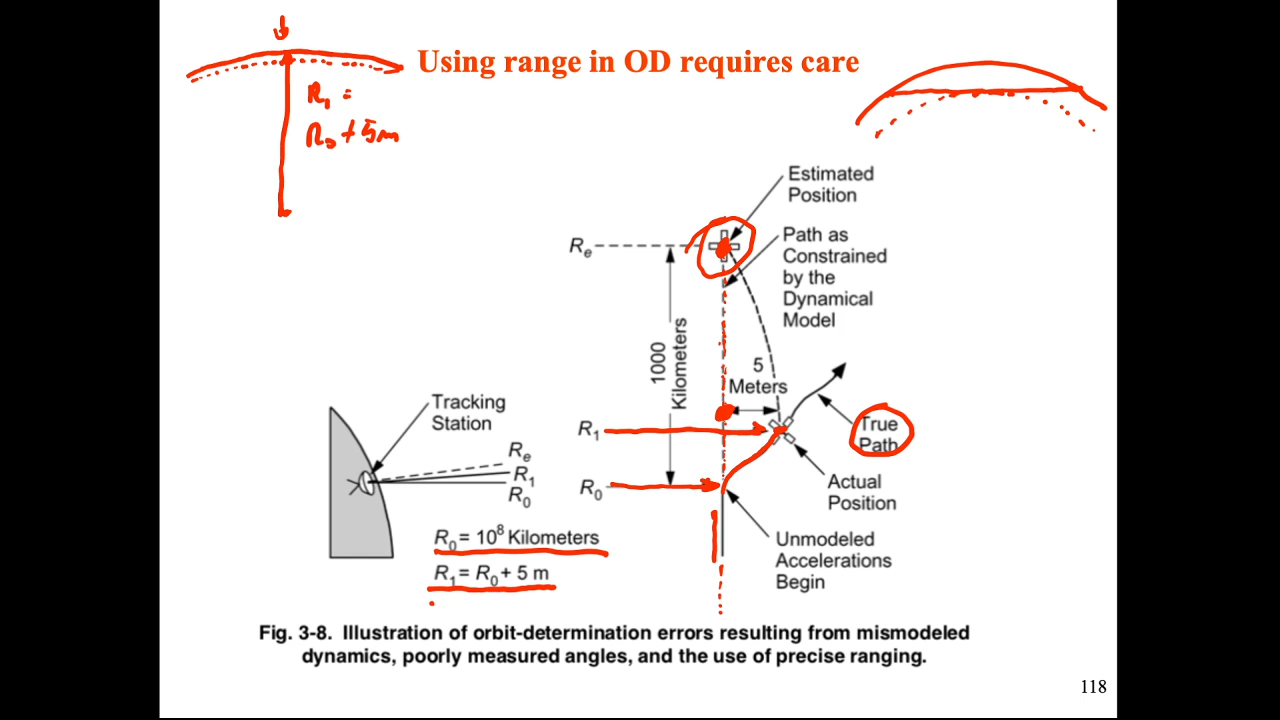 Using range in OD requires care
R₁ =
R₀ + 5m
Estimated
Position
Rₑ
Path as
Constrained
by the
Dynamical
Model
1000
Kilometers
5
Meters
Tracking
Station
Rₑ
R₁
R₀
R₁
R₀
True
Path
Actual
Position
R₀ = 10⁸ Kilometers
R₁ = R₀ + 5 m
Unmodeled
Accelerations
Begin
Fig. 3-8. Illustration of orbit-determination errors resulting from mismodeled
dynamics, poorly measured angles, and the use of precise ranging.
118